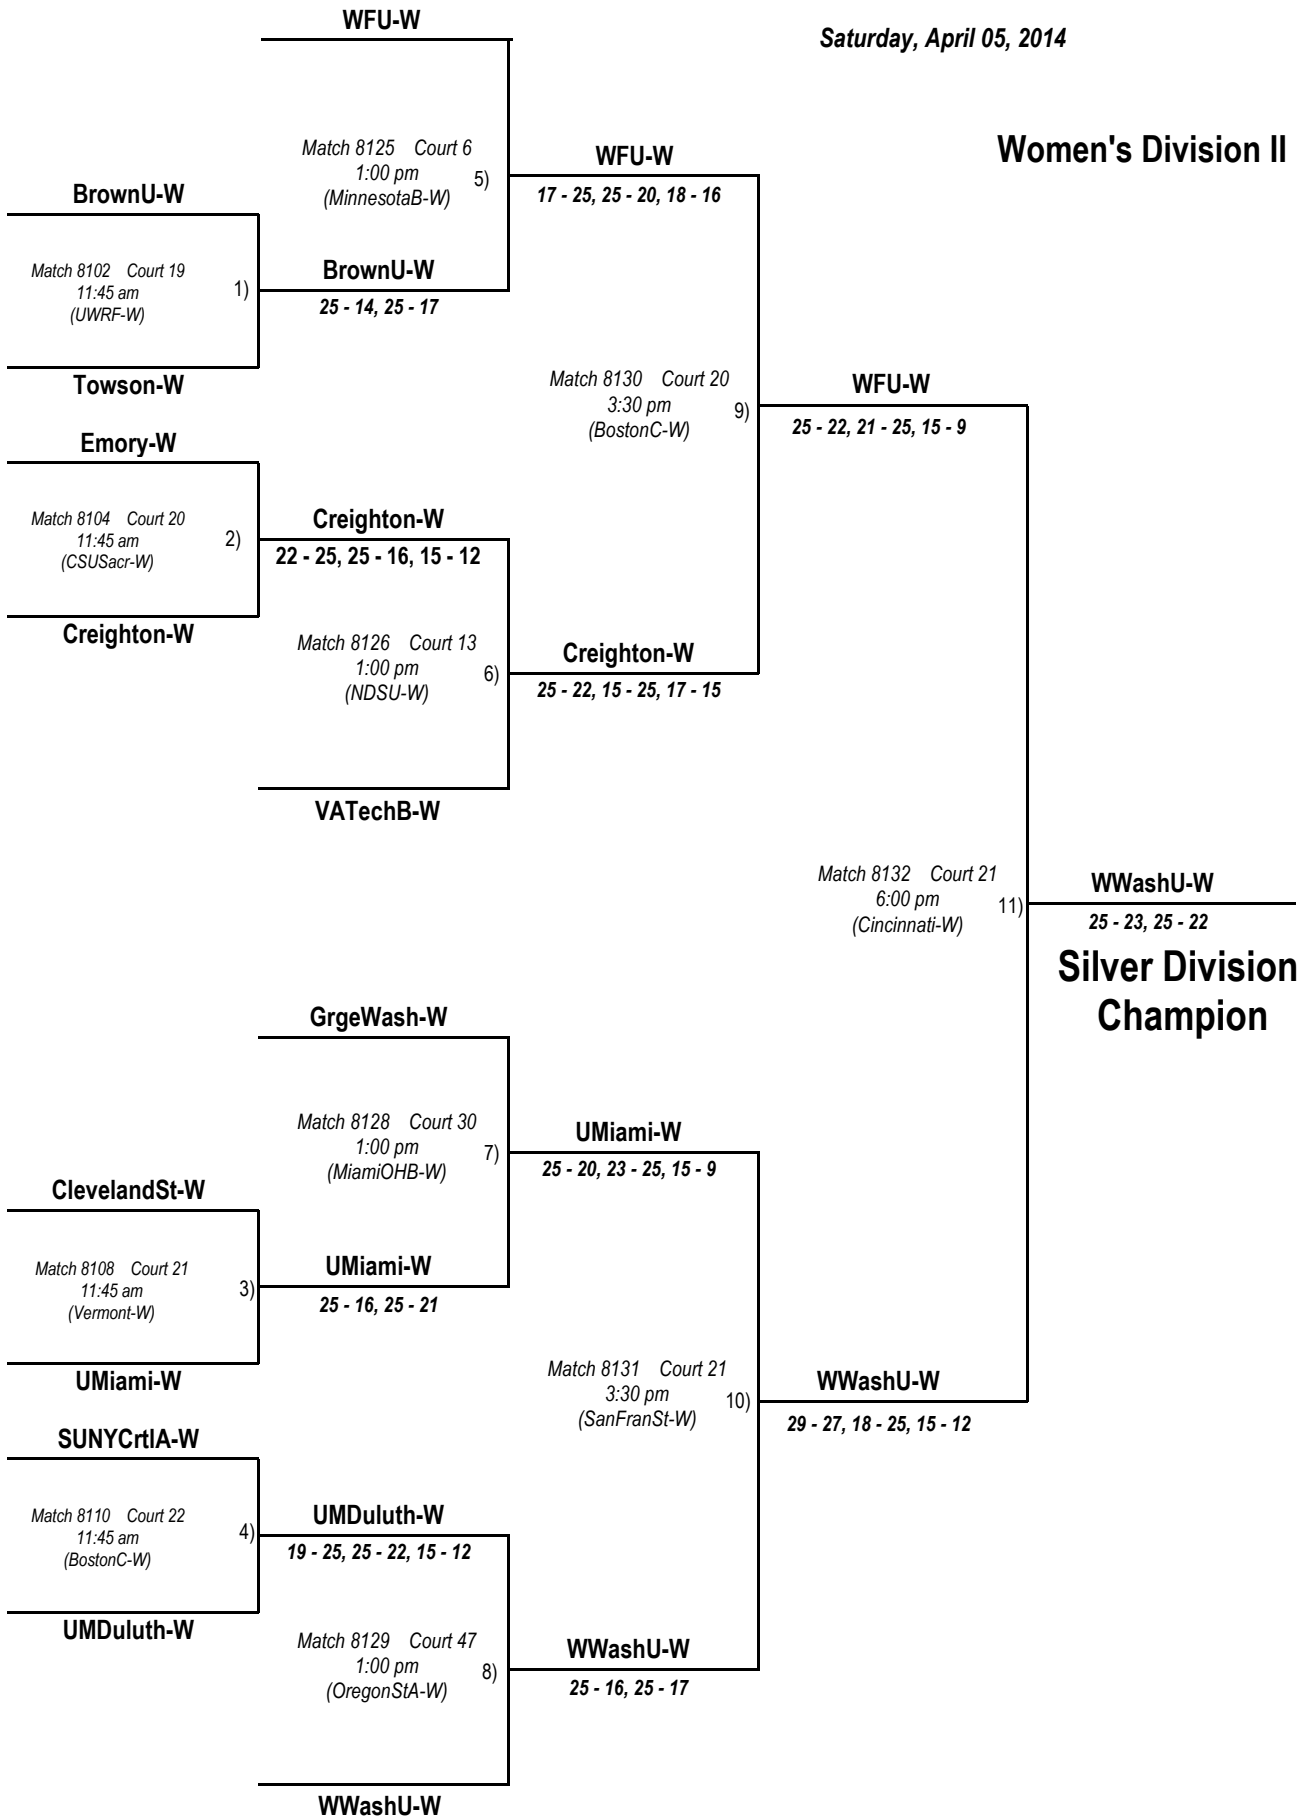 WFU-W
Saturday, April 05, 2014
Women's Division II
Match 8125 Court 6
1:00 pm
(MinnesotaB-W)
5)
WFU-W
17 - 25, 25 - 20, 18 - 16
BrownU-W
Match 8102 Court 19
11:45 am
(UWRF-W)
1)
BrownU-W
25 - 14, 25 - 17
Towson-W
Match 8130 Court 20
3:30 pm
(BostonC-W)
9)
WFU-W
25 - 22, 21 - 25, 15 - 9
Emory-W
Match 8104 Court 20
11:45 am
(CSUSacr-W)
2)
Creighton-W
22 - 25, 25 - 16, 15 - 12
Creighton-W
Match 8126 Court 13
1:00 pm
(NDSU-W)
6)
Creighton-W
25 - 22, 15 - 25, 17 - 15
VATechB-W
Match 8132 Court 21
6:00 pm
(Cincinnati-W)
11)
WWashU-W
25 - 23, 25 - 22
Silver Division
Champion
GrgeWash-W
Match 8128 Court 30
1:00 pm
(MiamiOHB-W)
7)
UMiami-W
25 - 20, 23 - 25, 15 - 9
ClevelandSt-W
Match 8108 Court 21
11:45 am
(Vermont-W)
3)
UMiami-W
25 - 16, 25 - 21
UMiami-W
Match 8131 Court 21
3:30 pm
(SanFranSt-W)
10)
WWashU-W
29 - 27, 18 - 25, 15 - 12
SUNYCrtlA-W
Match 8110 Court 22
11:45 am
(BostonC-W)
4)
UMDuluth-W
19 - 25, 25 - 22, 15 - 12
UMDuluth-W
Match 8129 Court 47
1:00 pm
(OregonStA-W)
8)
WWashU-W
25 - 16, 25 - 17
WWashU-W